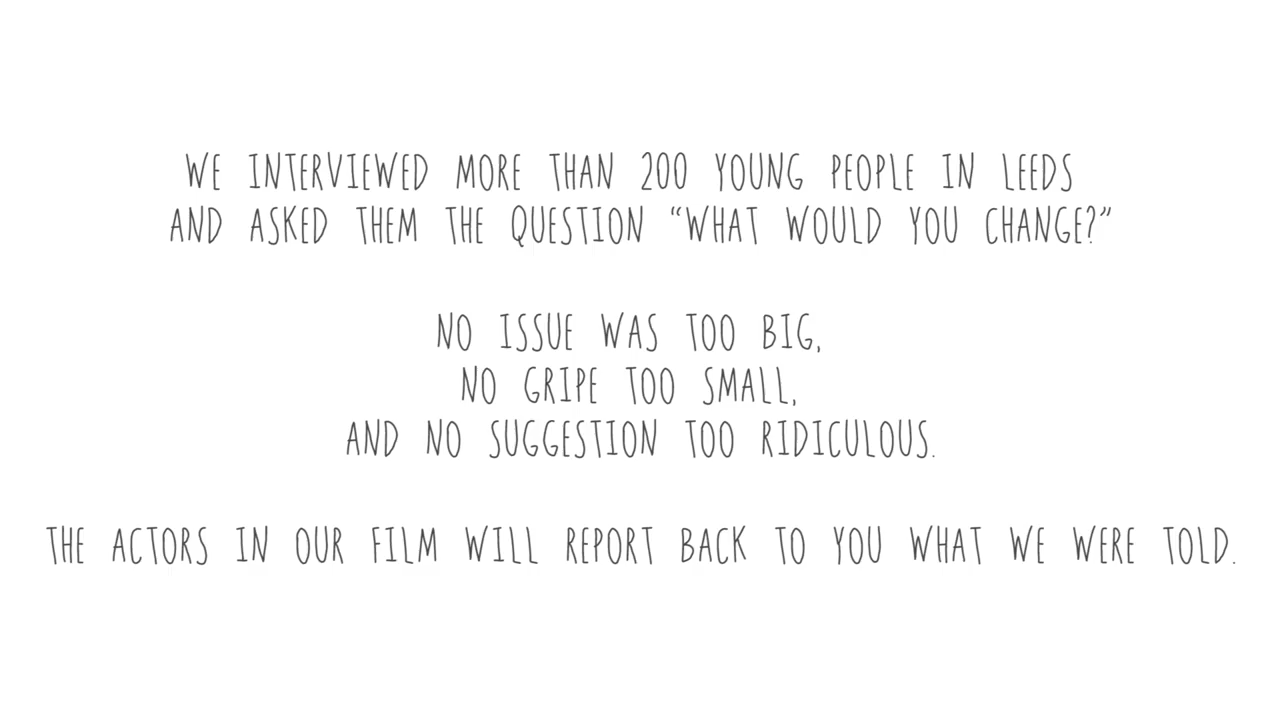 WE INTERVIEWED MORE THAN 200 YOUNG PEOPLE IN LEEDS
AND ASKED THEM THE QUESTION “WHAT WOULD YOU CHANGE?”
NO ISSUE WAS TOO BIG,
NO GRIPE TOO SMALL,
AND NO SUGGESTION TOO RIDICULOUS.
THE ACTORS IN OUR FILM WILL REPORT BACK TO YOU WHAT WE WERE TOLD.